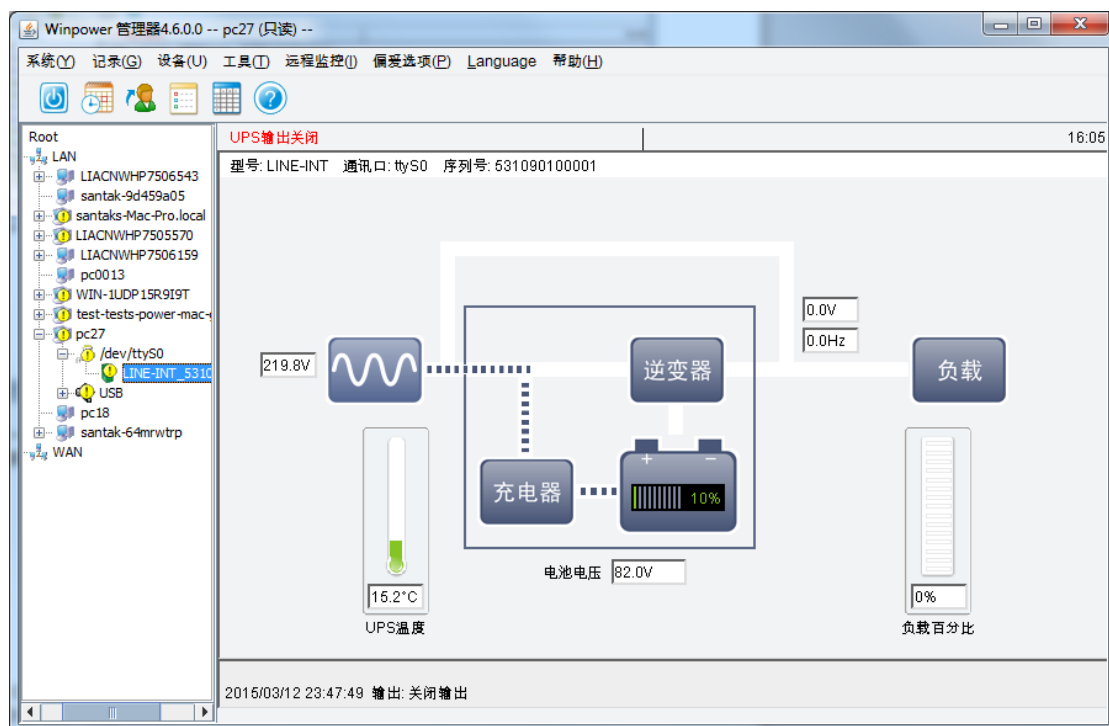 Winpower 管理器4.6.0.0 -- pc27 (只读) --
系统(Y) 记录(G) 设备(U) 工具(T) 远程监控(I) 偏爱选项(P) Language 帮助(H)
Root
LAN
LIACNWHP7506543
santak-9d459a05
santaks-Mac-Pro.local
LIACNWHP7505570
LIACNWHP7506159
pc0013
WIN-1UDP15R9I9T
test-tests-power-mac-
pc27
/dev/ttyS0
LINE-INT_5310
USB
pc18
santak-64mrwtrp
WAN
UPS输出关闭 16:05
型号: LINE-INT 通讯口: ttyS0 序列号: 531090100001
0.0V
0.0Hz
219.8V
逆变器
负载
充电器
+ −
10%
电池电压 82.0V
15.2°C
UPS温度
0%
负载百分比
2015/03/12 23:47:49 输出: 关闭输出